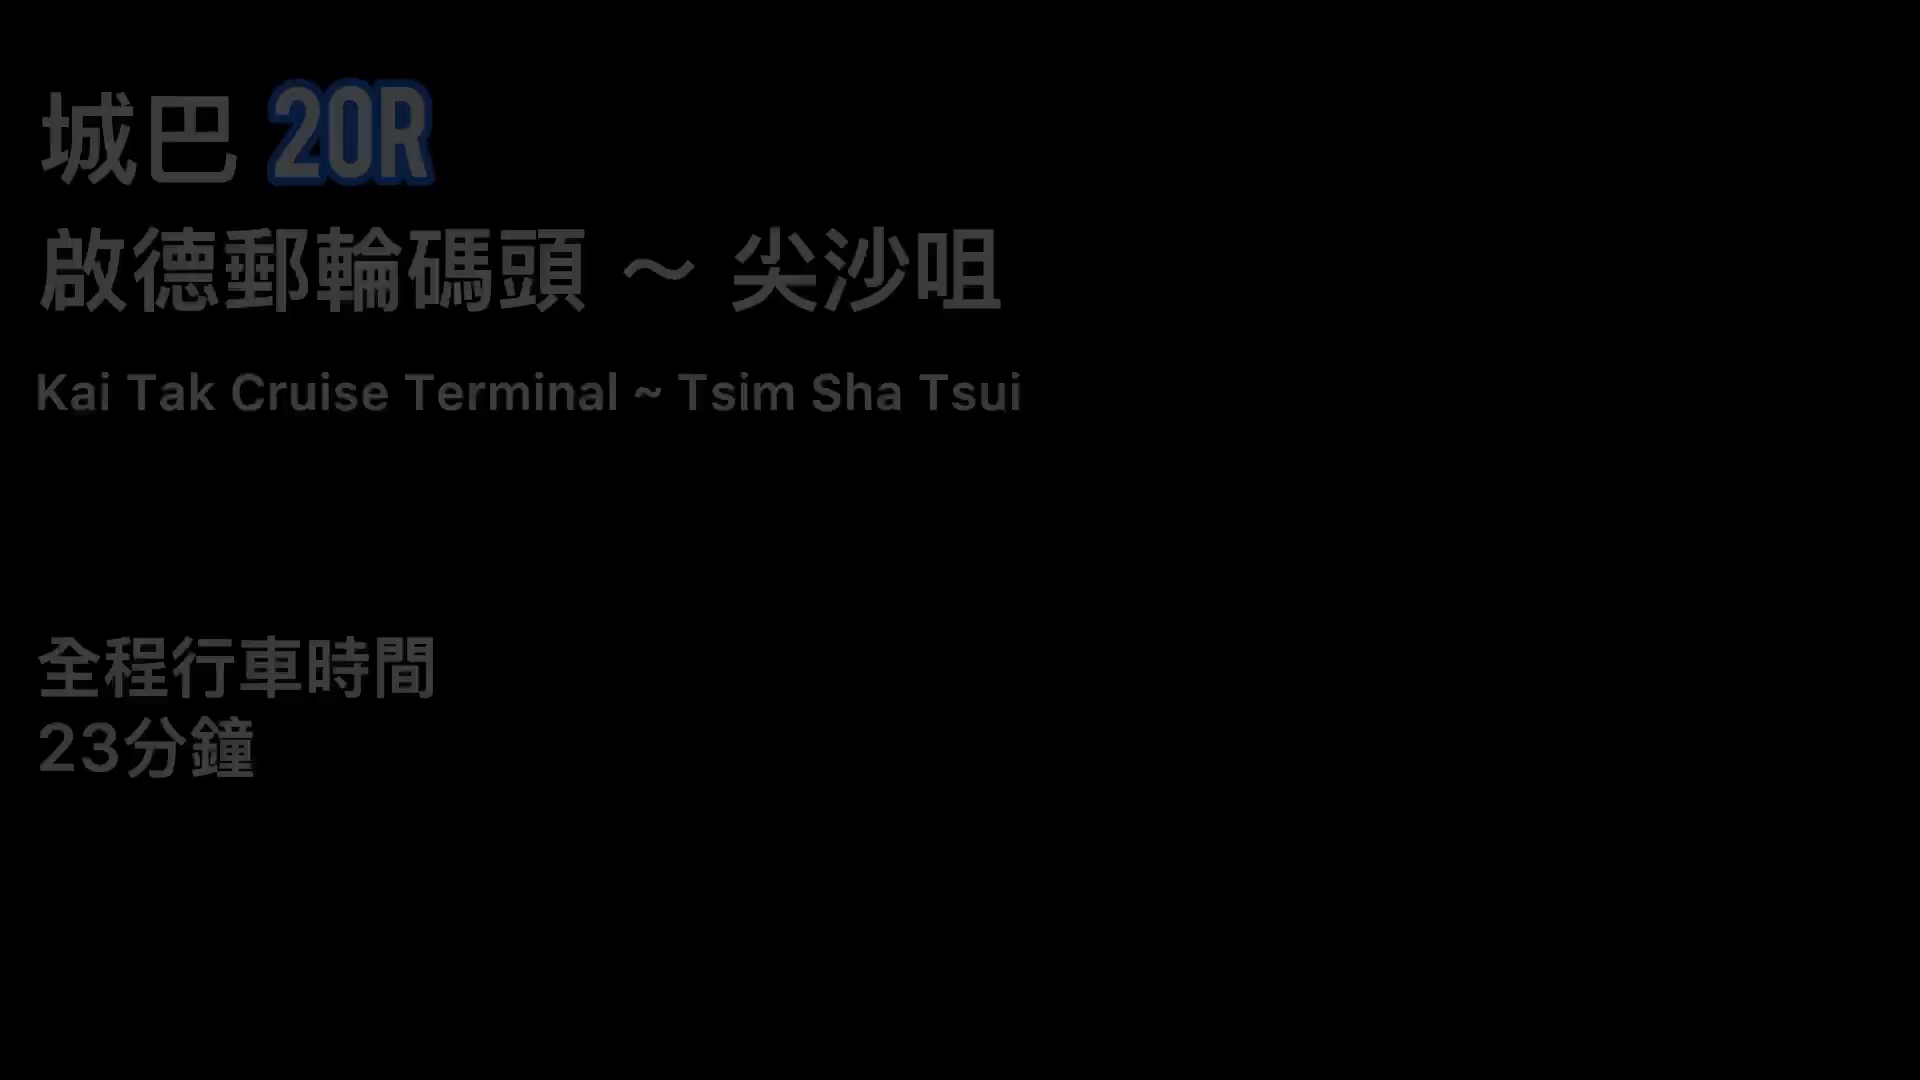 城巴 20R
啟德郵輪碼頭 ～ 尖沙咀
Kai Tak Cruise Terminal ~ Tsim Sha Tsui
全程行車時間
23分鐘